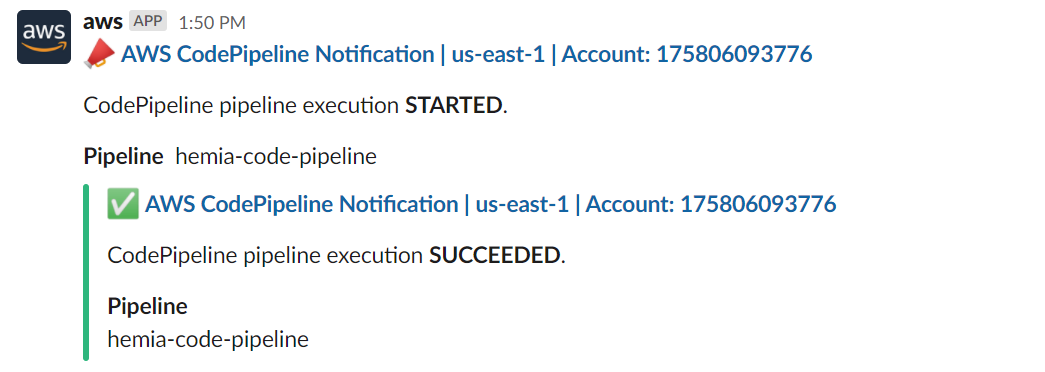 aws
aws APP 1:50 PM
AWS CodePipeline Notification | us-east-1 | Account: 175806093776
CodePipeline pipeline execution STARTED.
Pipeline hemia-code-pipeline
AWS CodePipeline Notification | us-east-1 | Account: 175806093776
CodePipeline pipeline execution SUCCEEDED.
Pipeline
hemia-code-pipeline